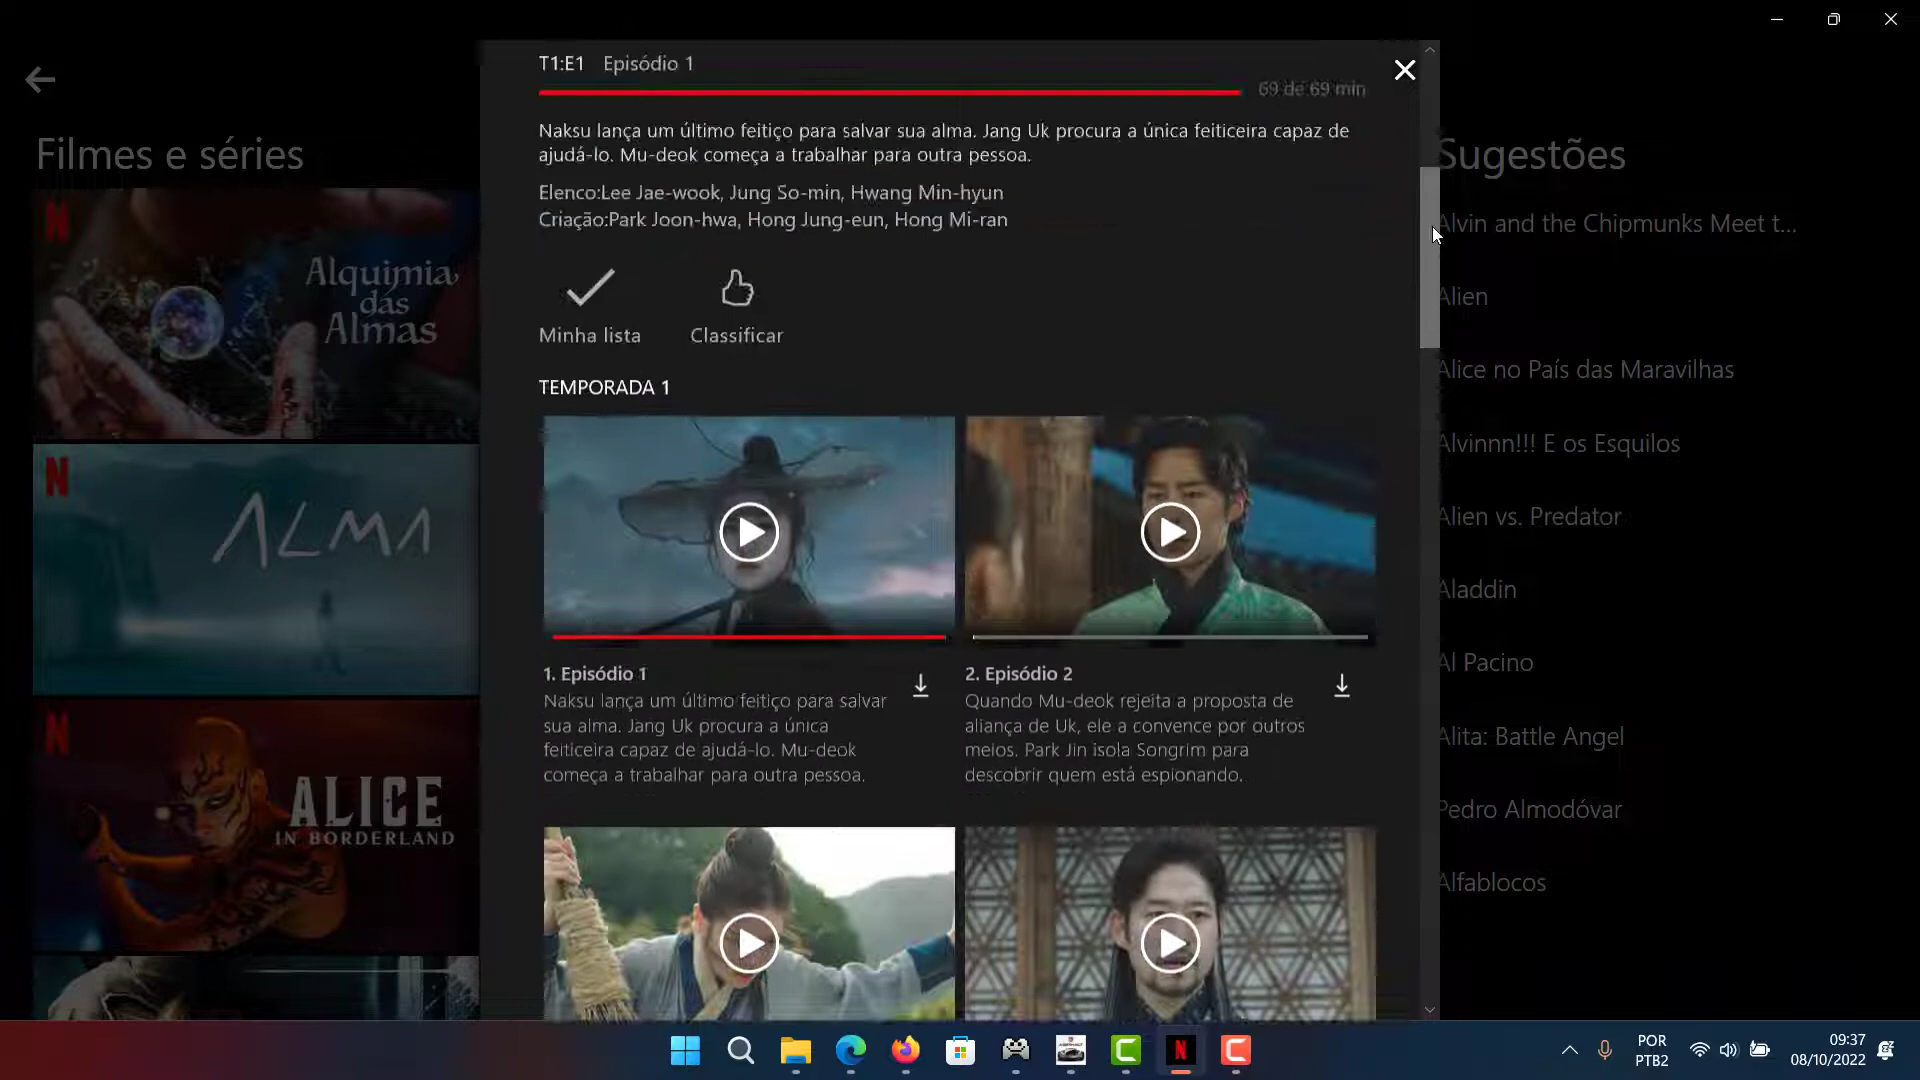 T1:E1 Episódio 1
69 de 69 min
Naksu lança um último feitiço para salvar sua alma. Jang Uk procura a única feiticeira capaz de
ajudá-lo. Mu-deok começa a trabalhar para outra pessoa.
Elenco:Lee Jae-wook, Jung So-min, Hwang Min-hyun
Criação:Park Joon-hwa, Hong Jung-eun, Hong Mi-ran
Minha lista
Classificar
TEMPORADA 1
1. Episódio 1
Naksu lança um último feitiço para salvar
sua alma. Jang Uk procura a única
feiticeira capaz de ajudá-lo. Mu-deok
começa a trabalhar para outra pessoa.
2. Episódio 2
Quando Mu-deok rejeita a proposta de
aliança de Uk, ele a convence por outros
meios. Park Jin isola Songrim para
descobrir quem está espionando.
Filmes e séries
N
Alquimia
das
Almas
N
ALMA
N
ALICE
IN BORDERLAND
Sugestões
Alvin and the Chipmunks Meet t...
Alien
Alice no País das Maravilhas
Alvinnn!!! E os Esquilos
Alien vs. Predator
Aladdin
Al Pacino
Alita: Battle Angel
Pedro Almodóvar
Alfablocos
N
POR
PTB2
09:37
08/10/2022